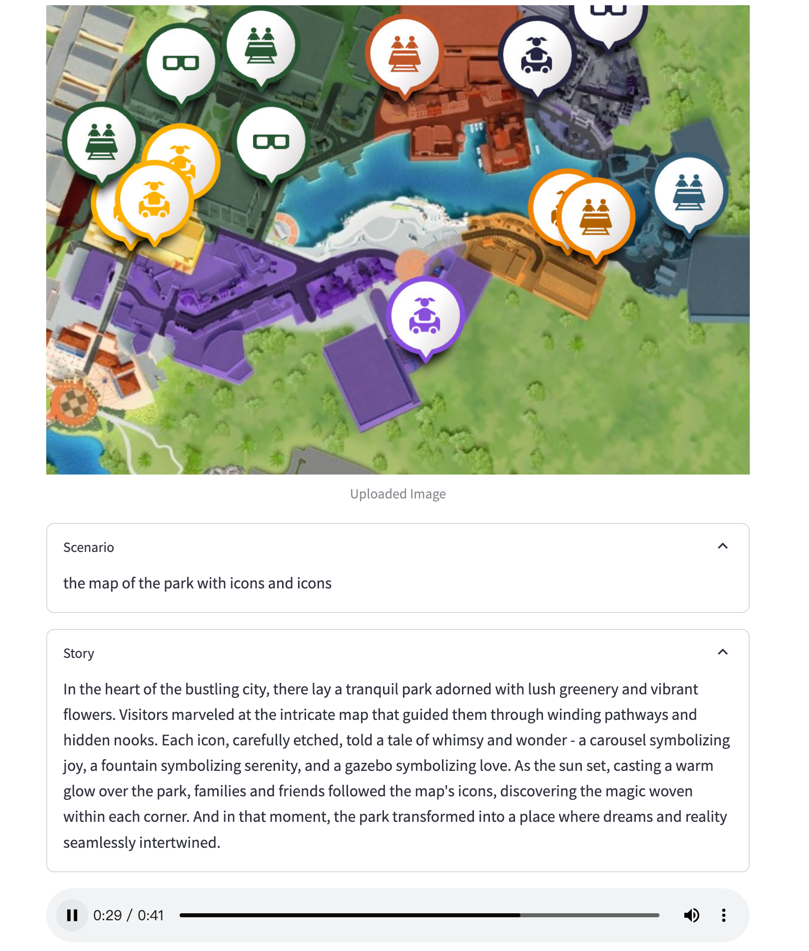 Uploaded Image
Scenario
the map of the park with icons and icons
Story
In the heart of the bustling city, there lay a tranquil park adorned with lush greenery and vibrant
flowers. Visitors marveled at the intricate map that guided them through winding pathways and
hidden nooks. Each icon, carefully etched, told a tale of whimsy and wonder - a carousel symbolizing
joy, a fountain symbolizing serenity, and a gazebo symbolizing love. As the sun set, casting a warm
glow over the park, families and friends followed the map's icons, discovering the magic woven
within each corner. And in that moment, the park transformed into a place where dreams and reality
seamlessly intertwined.
0:29 / 0:41